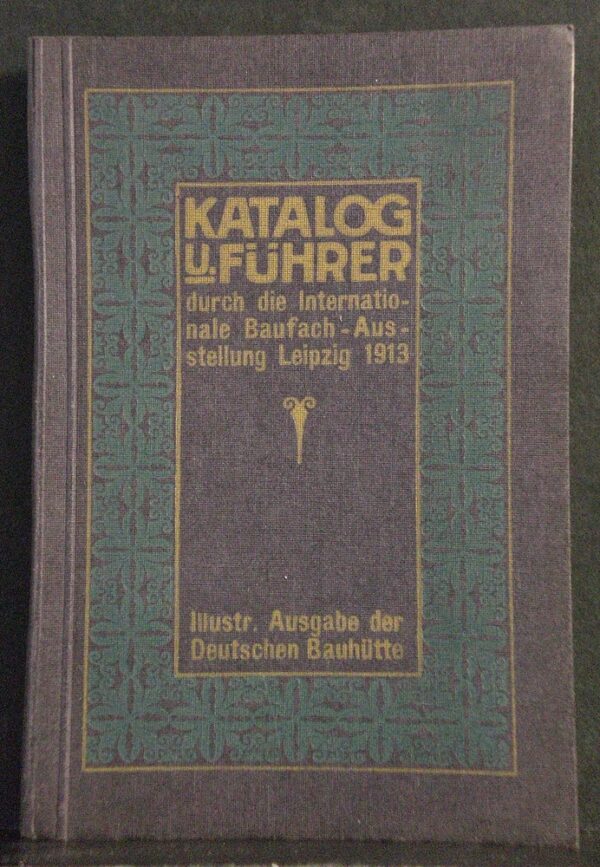 KATALOG
U. FÜHRER
durch die Internatio-
nale Baufach-Aus-
stellung Leipzig 1913
Illustr. Ausgabe der
Deutschen Bauhütte